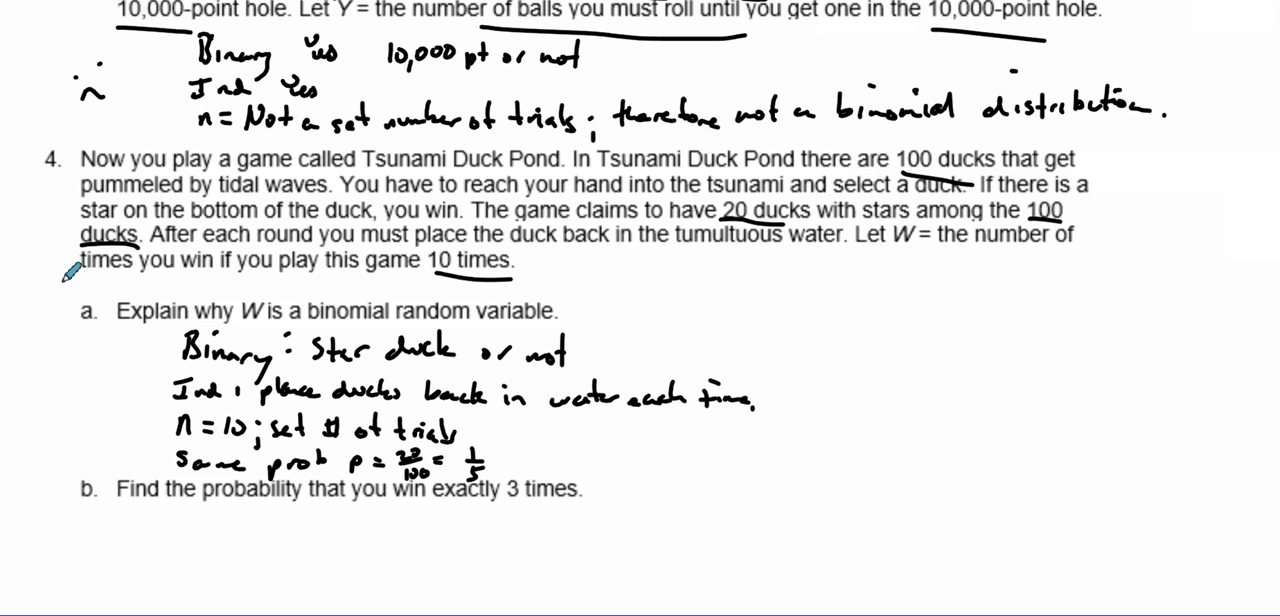 10,000-point hole. Let Y = the number of balls you must roll until you get one in the 10,000-point hole.
Binary Yes 10,000 pt or not
Ind Yes
n = Not a set number of trials; therefore not a binomial distribution.
4. Now you play a game called Tsunami Duck Pond. In Tsunami Duck Pond there are 100 ducks that get
pummeled by tidal waves. You have to reach your hand into the tsunami and select a duck. If there is a
star on the bottom of the duck, you win. The game claims to have 20 ducks with stars among the 100
ducks. After each round you must place the duck back in the tumultuous water. Let W = the number of
times you win if you play this game 10 times.
a. Explain why W is a binomial random variable.
Binary: Star duck or not
Ind, place ducks back in water each time.
n = 10; set # of trials
Same prob p = 20/100 = 1/5
b. Find the probability that you win exactly 3 times.